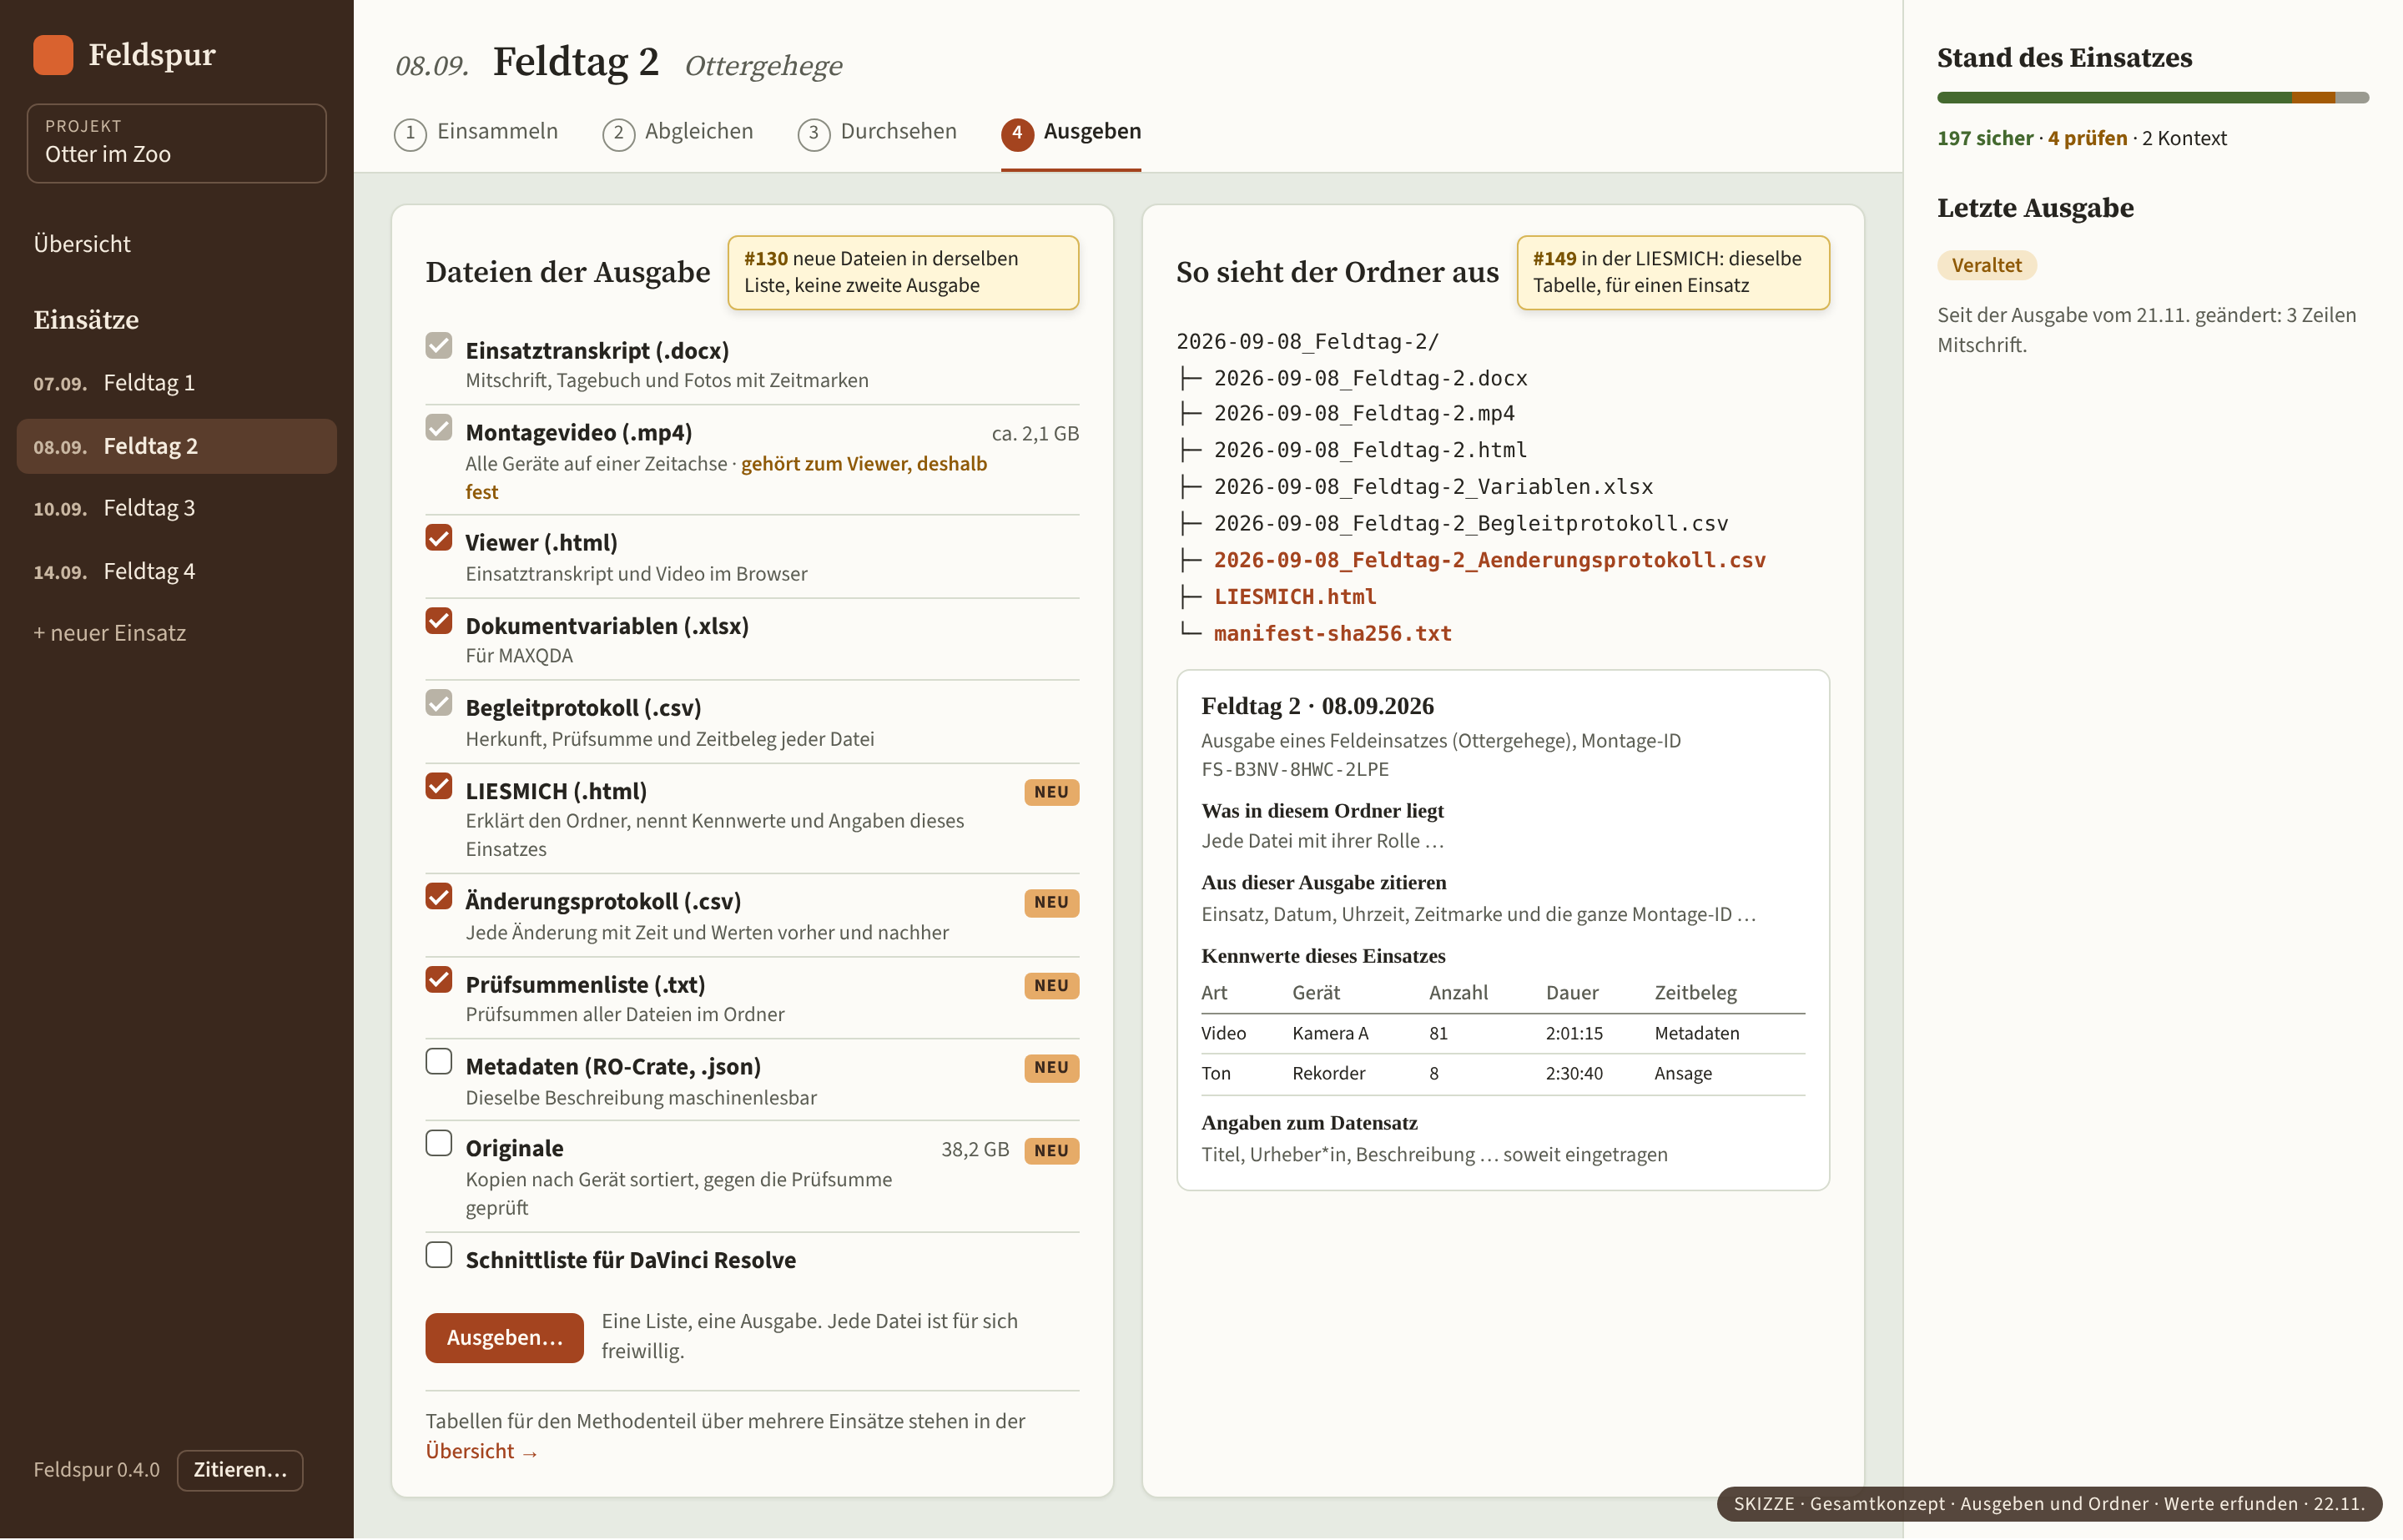 Feldspur
PROJEKT
Otter im Zoo
Übersicht
Einsätze
07.09. Feldtag 1
08.09. Feldtag 2
10.09. Feldtag 3
14.09. Feldtag 4
+ neuer Einsatz
Feldspur 0.4.0 Zitieren…
08.09. Feldtag 2 Ottergehege
1 Einsammeln 2 Abgleichen 3 Durchsehen 4 Ausgeben
Dateien der Ausgabe
#130 neue Dateien in derselben
Liste, keine zweite Ausgabe
Einsatztranskript (.docx)
Mitschrift, Tagebuch und Fotos mit Zeitmarken
Montagevideo (.mp4) ca. 2,1 GB
Alle Geräte auf einer Zeitachse · gehört zum Viewer, deshalb
fest
Viewer (.html)
Einsatztranskript und Video im Browser
Dokumentvariablen (.xlsx)
Für MAXQDA
Begleitprotokoll (.csv)
Herkunft, Prüfsumme und Zeitbeleg jeder Datei
LIESMICH (.html) NEU
Erklärt den Ordner, nennt Kennwerte und Angaben dieses
Einsatzes
Änderungsprotokoll (.csv) NEU
Jede Änderung mit Zeit und Werten vorher und nachher
Prüfsummenliste (.txt) NEU
Prüfsummen aller Dateien im Ordner
Metadaten (RO-Crate, .json) NEU
Dieselbe Beschreibung maschinenlesbar
Originale 38,2 GB NEU
Kopien nach Gerät sortiert, gegen die Prüfsumme
geprüft
Schnittliste für DaVinci Resolve
Ausgeben…
Eine Liste, eine Ausgabe. Jede Datei ist für sich
freiwillig.
Tabellen für den Methodenteil über mehrere Einsätze stehen in der
Übersicht →
So sieht der Ordner aus
#149 in der LIESMICH: dieselbe
Tabelle, für einen Einsatz
2026-09-08_Feldtag-2/
├─ 2026-09-08_Feldtag-2.docx
├─ 2026-09-08_Feldtag-2.mp4
├─ 2026-09-08_Feldtag-2.html
├─ 2026-09-08_Feldtag-2_Variablen.xlsx
├─ 2026-09-08_Feldtag-2_Begleitprotokoll.csv
├─ 2026-09-08_Feldtag-2_Aenderungsprotokoll.csv
├─ LIESMICH.html
└─ manifest-sha256.txt
Feldtag 2 · 08.09.2026
Ausgabe eines Feldeinsatzes (Ottergehege), Montage-ID
FS-B3NV-8HWC-2LPE
Was in diesem Ordner liegt
Jede Datei mit ihrer Rolle …
Aus dieser Ausgabe zitieren
Einsatz, Datum, Uhrzeit, Zeitmarke und die ganze Montage-ID …
Kennwerte dieses Einsatzes
Art Gerät Anzahl Dauer Zeitbeleg
Video Kamera A 81 2:01:15 Metadaten
Ton Rekorder 8 2:30:40 Ansage
Angaben zum Datensatz
Titel, Urheber*in, Beschreibung … soweit eingetragen
Stand des Einsatzes
197 sicher · 4 prüfen · 2 Kontext
Letzte Ausgabe
Veraltet
Seit der Ausgabe vom 21.11. geändert: 3 Zeilen
Mitschrift.
SKIZZE · Gesamtkonzept · Ausgeben und Ordner · Werte erfunden · 22.11.